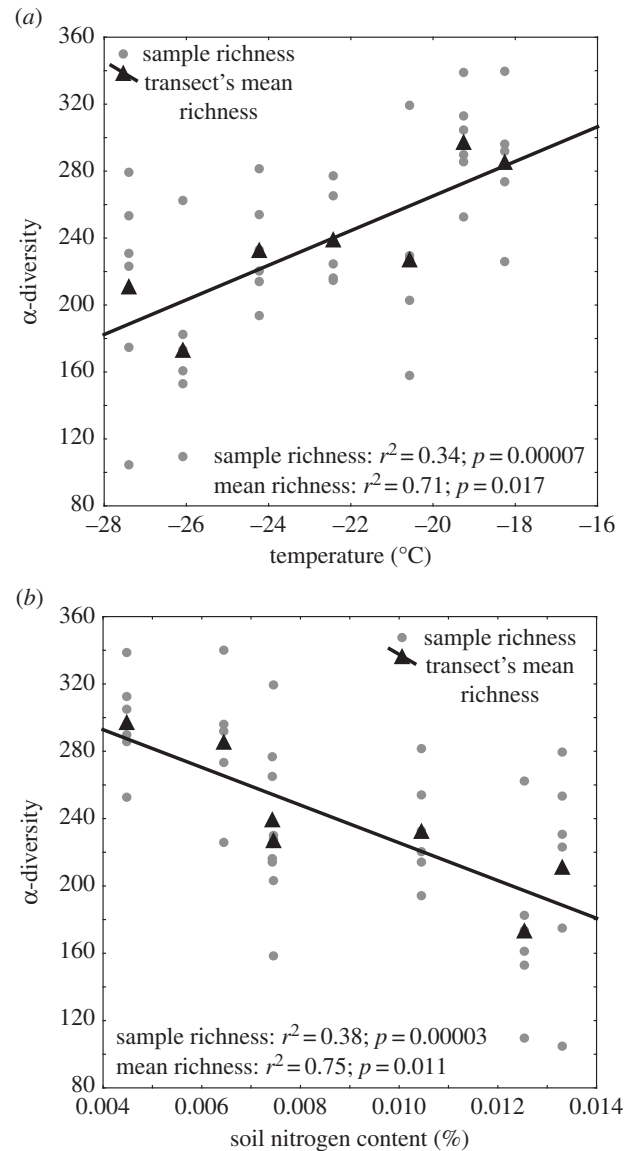 (a)
360
320
280
240
200
160
120
80
α-diversity
sample richness
transect's mean
richness
sample richness: r² = 0.34; p = 0.00007
mean richness: r² = 0.71; p = 0.017
−28 −26 −24 −22 −20 −18 −16
temperature (°C)
(b)
360
320
280
240
200
160
120
80
α-diversity
sample richness
transect's mean
richness
sample richness: r² = 0.38; p = 0.00003
mean richness: r² = 0.75; p = 0.011
0.004 0.006 0.008 0.010 0.012 0.014
soil nitrogen content (%)